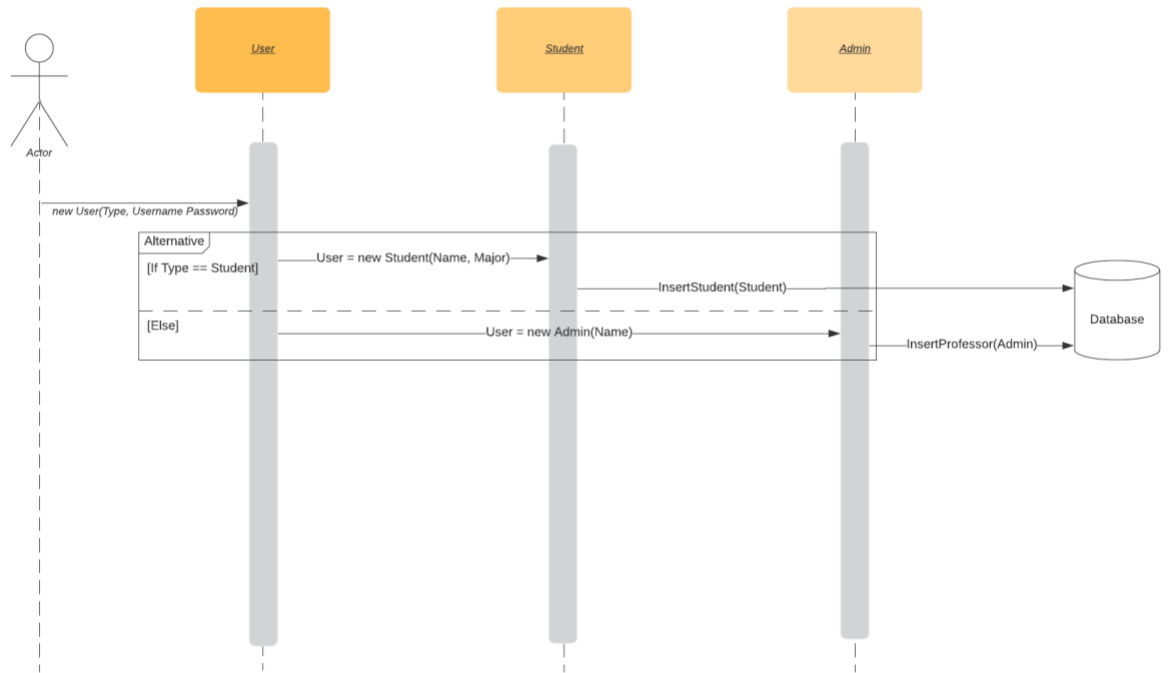 User
Student
Admin
Actor
new User(Type, Username Password)
Alternative
[If Type == Student]
User = new Student(Name, Major)
InsertStudent(Student)
Database
[Else]
User = new Admin(Name)
InsertProfessor(Admin)